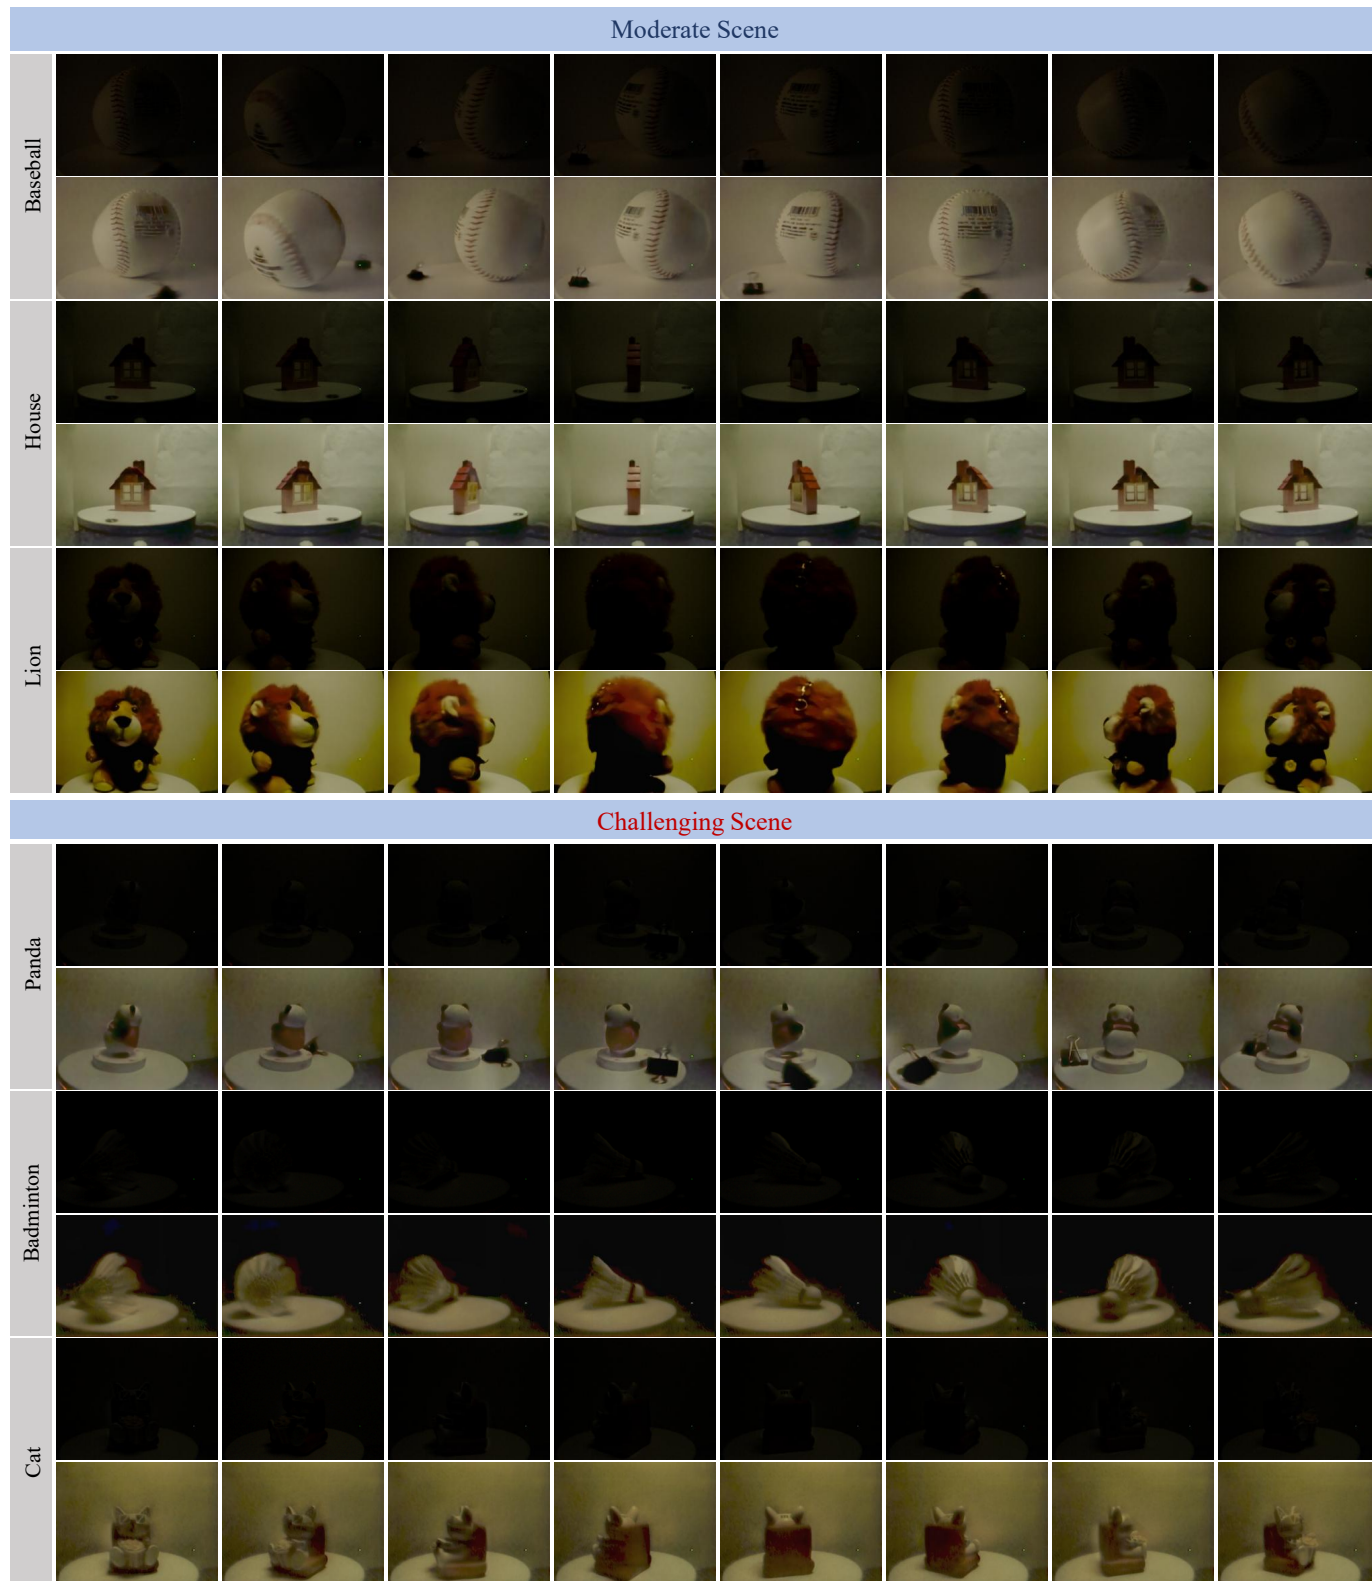 Moderate Scene
Baseball
House
Lion
Challenging Scene
Panda
Badminton
Cat